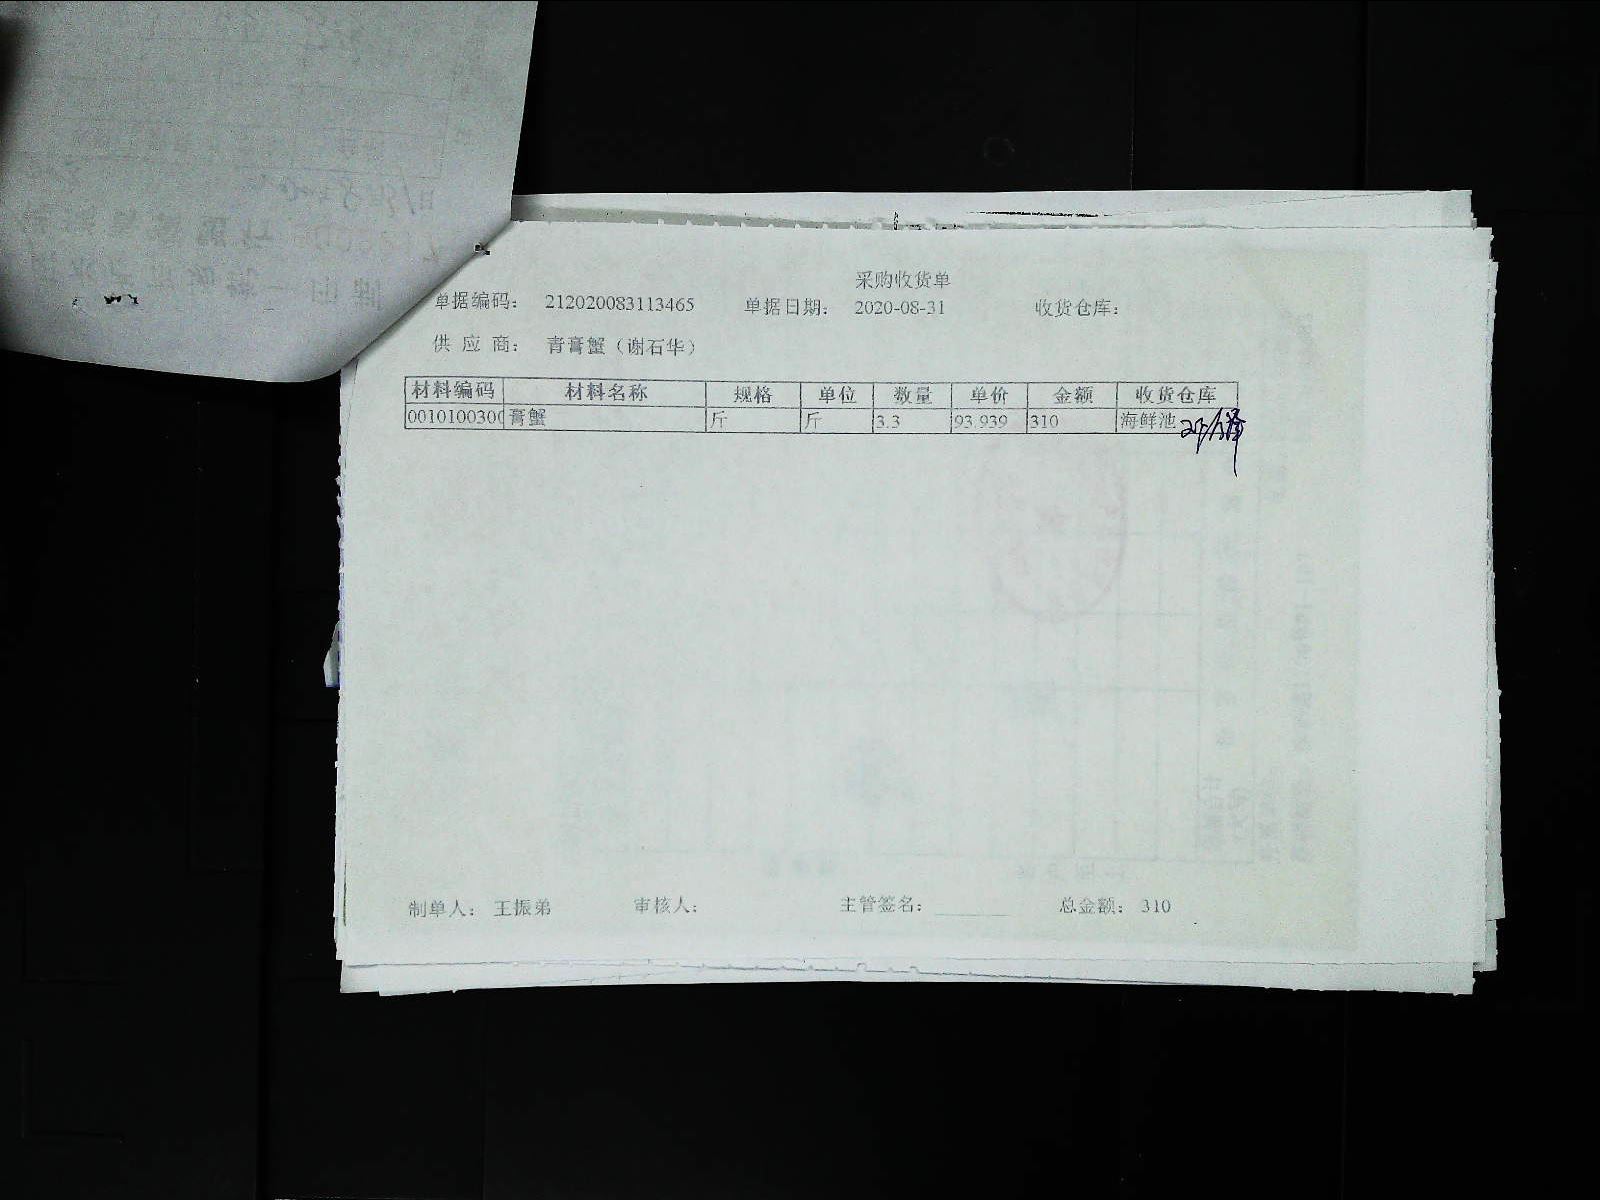 采购收货单
单据编码： 212020083113465 单据日期： 2020-08-31 收货仓库：
供 应 商： 青膏蟹（谢石华）
材料编码 材料名称 规格 单位 数量 单价 金额 收货仓库
0010100300 膏蟹 斤 斤 3.3 93.939 310 海鲜池
制单人： 王振弟 审核人： 主管签名： 总金额： 310